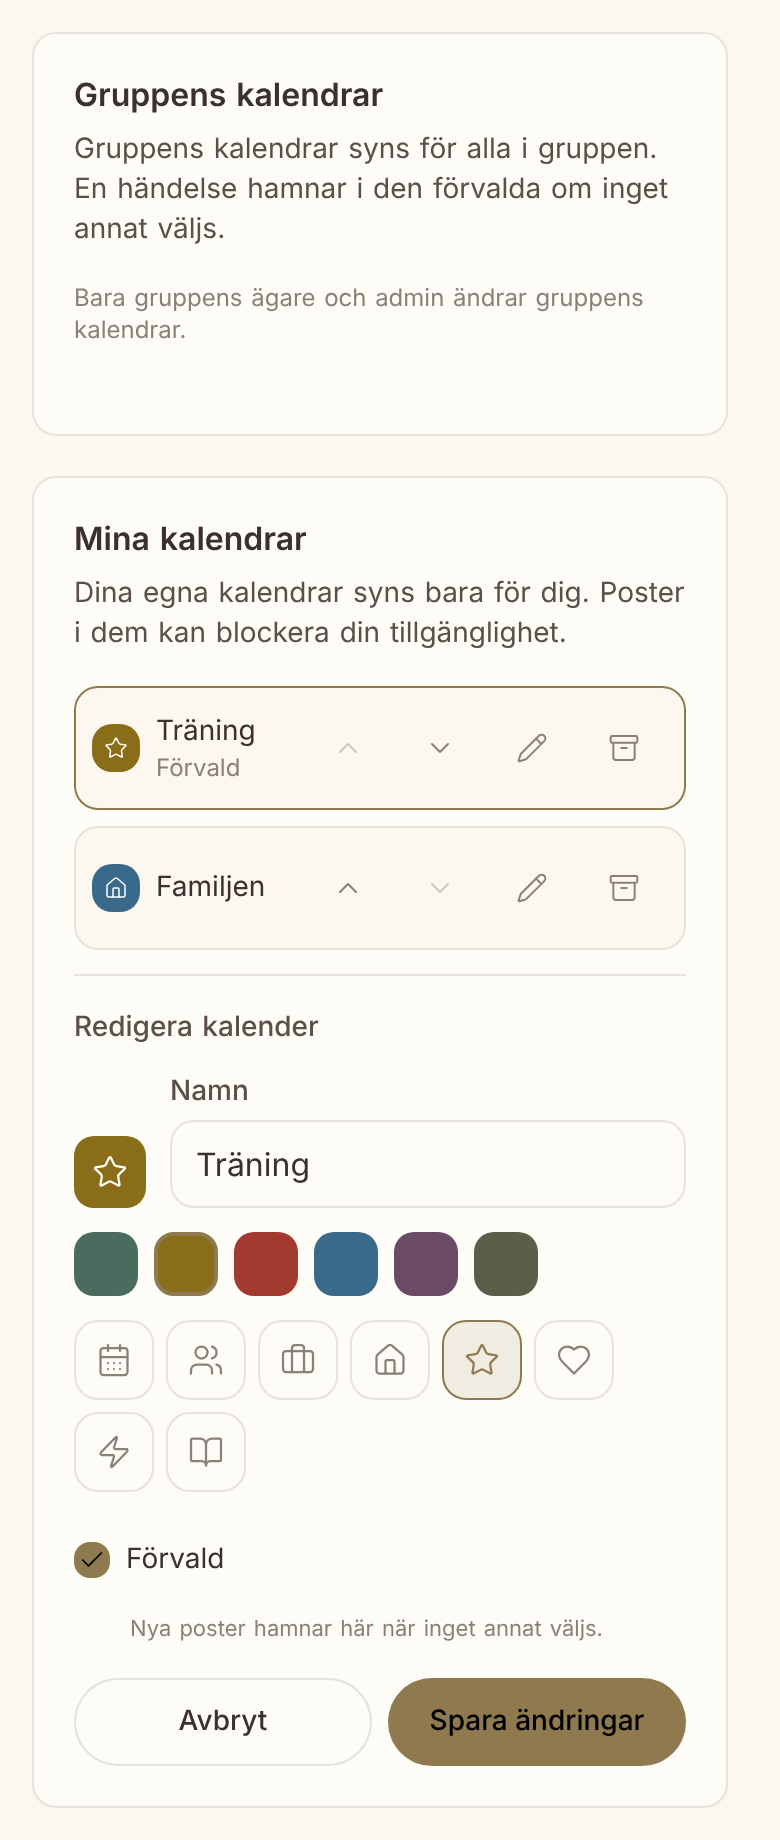 Gruppens kalendrar
Gruppens kalendrar syns för alla i gruppen.
En händelse hamnar i den förvalda om inget
annat väljs.
Bara gruppens ägare och admin ändrar gruppens
kalendrar.
Mina kalendrar
Dina egna kalendrar syns bara för dig. Poster
i dem kan blockera din tillgänglighet.
Träning
Förvald
Familjen
Redigera kalender
Namn
Träning
Förvald
Nya poster hamnar här när inget annat väljs.
Avbryt
Spara ändringar